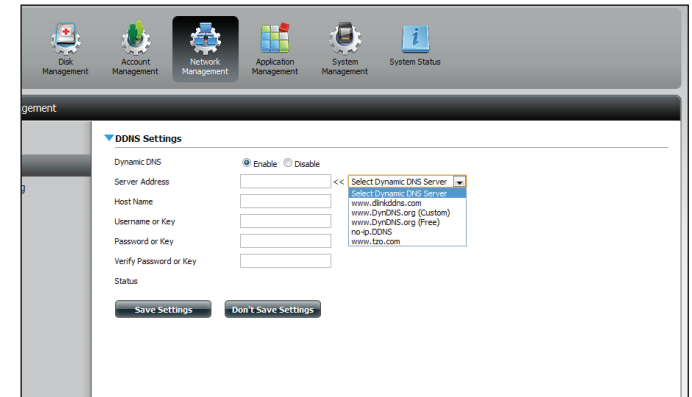 Disk Management
Account Management
Network Management
Application Management
System Management
System Status
gement
DDNS Settings
Dynamic DNS Enable Disable
g
Server Address << Select Dynamic DNS Server
Select Dynamic DNS Server
www.dlinkddns.com
Host Name
www.DynDNS.org (Custom)
www.DynDNS.org (Free)
Username or Key
no-ip.DDNS
www.tzo.com
Password or Key
Verify Password or Key
Status
Save Settings Don't Save Settings